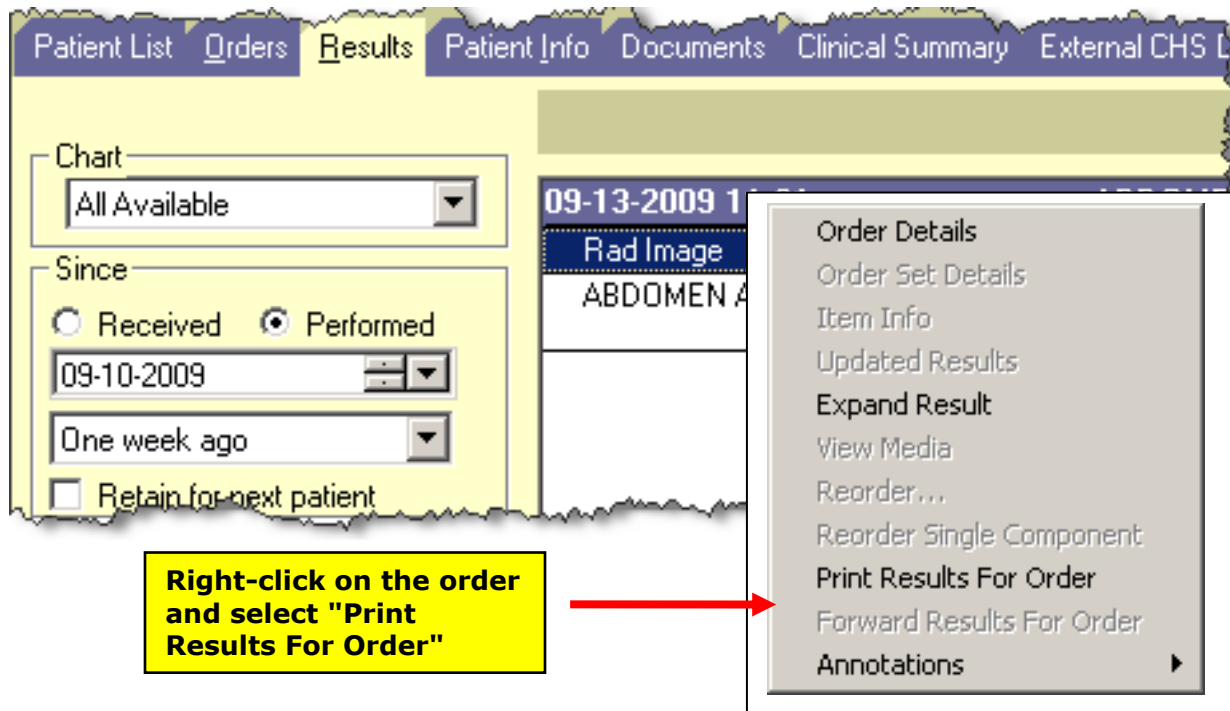 Patient List Orders Results Patient Info Documents Clinical Summary External CHS
Chart
All Available
09-13-2009
Rad Image
ABDOMEN
Since
Received Performed
09-10-2009
One week ago
Retain for next patient
Order Details
Order Set Details
Item Info
Updated Results
Expand Result
View Media
Reorder...
Reorder Single Component
Print Results For Order
Forward Results For Order
Annotations
Right-click on the order
and select "Print
Results For Order"